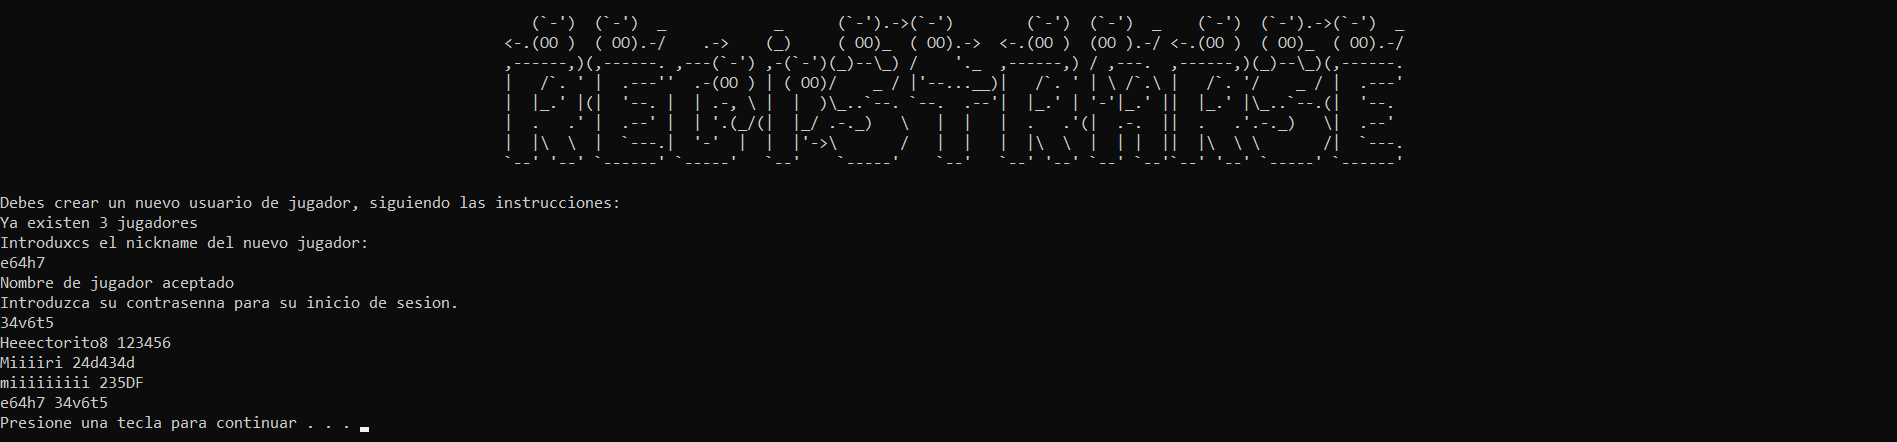 REGISTRARSE
Debes crear un nuevo usuario de jugador, siguiendo las instrucciones:
Ya existen 3 jugadores
Introduxcs el nickname del nuevo jugador:
e64h7
Nombre de jugador aceptado
Introduzca su contrasenna para su inicio de sesion.
34v6t5
Heeectorito8 123456
Miiiiri 24d434d
miiiiiiiii 235DF
e64h7 34v6t5
Presione una tecla para continuar . . .